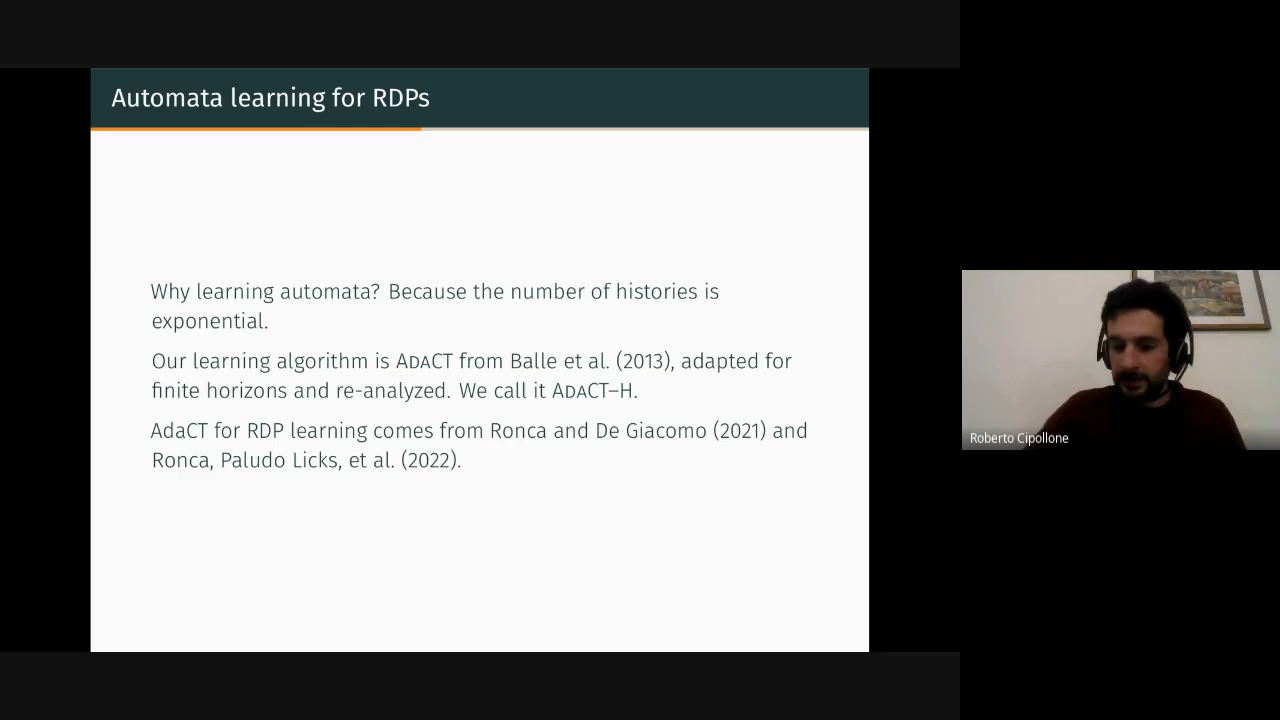 Automata learning for RDPs
Why learning automata? Because the number of histories is
exponential.
Our learning algorithm is AdaCT from Balle et al. (2013), adapted for
finite horizons and re-analyzed. We call it AdaCT–H.
AdaCT for RDP learning comes from Ronca and De Giacomo (2021) and
Ronca, Paludo Licks, et al. (2022).
Roberto Cipollone